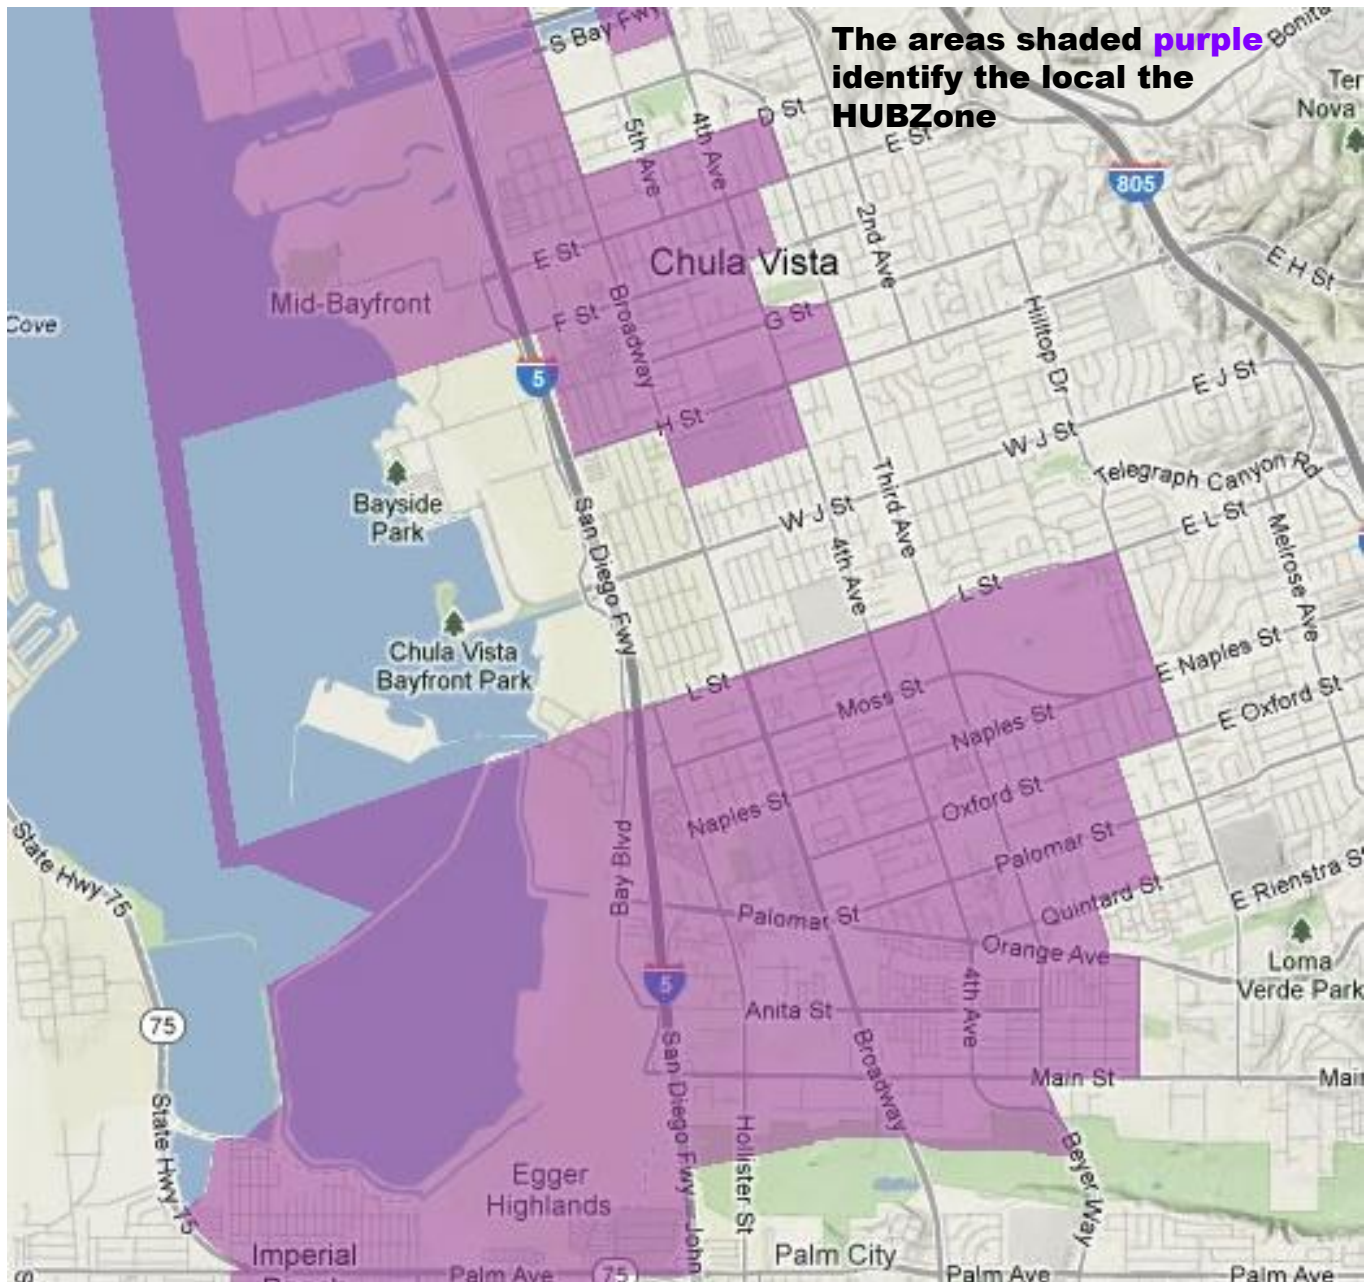 The areas shaded purple
identify the local the
HUBZone
S Bay Fwy
Bonita
Ter
Nova
D St
E St
5th Ave
4th Ave
805
2nd Ave
E H St
E St
Chula Vista
Mid-Bayfront
Broadway
F St
G St
Hilltop Dr
Cove
5
E J St
H St
W J St
Telegraph Canyon Rd
Third Ave
Bayside
Park
San Diego Fwy
W J St
E L St
Melrose Ave
4th Ave
L St
Chula Vista
Bayfront Park
E Naples St
L St
Moss St
E Oxford St
Naples St
Naples St
Oxford St
State Hwy 75
Bay Blvd
Palomar St
Quintard St
E Rienstra St
Palomar St
Orange Ave
Loma
Verde Park
5
4th Ave
75
Anita St
Broadway
San Diego Fwy
John
Main St
Main
State Hwy 75
Hollister St
Beyer Way
Egger
Highlands
Imperial
Palm City
Palm Ave
75
Palm Ave
Palm Ave